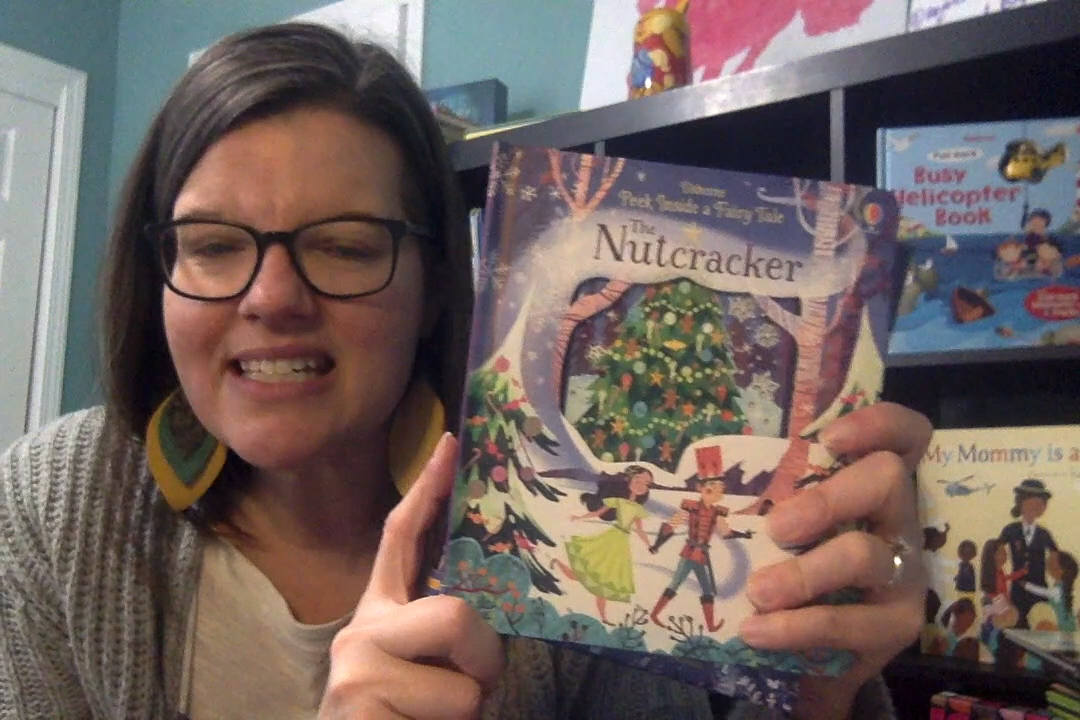 Usborne
Peek Inside a Fairy Tale
The
Nutcracker
Busy
Helicopter
Book
My Mommy is a